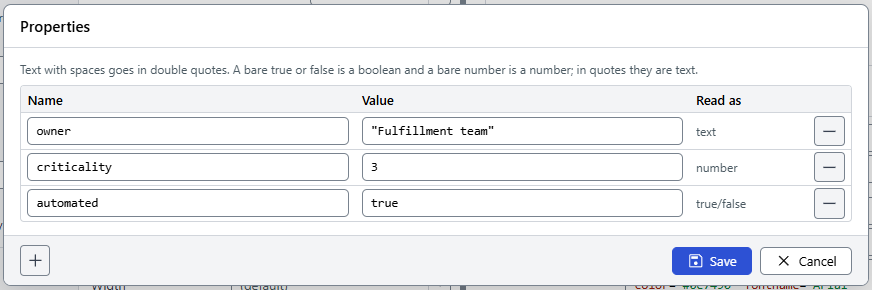 Properties
Text with spaces goes in double quotes. A bare true or false is a boolean and a bare number is a number; in quotes they are text.
Name Value Read as
owner "Fulfillment team" text
criticality 3 number
automated true true/false
Save Cancel
Width (default)